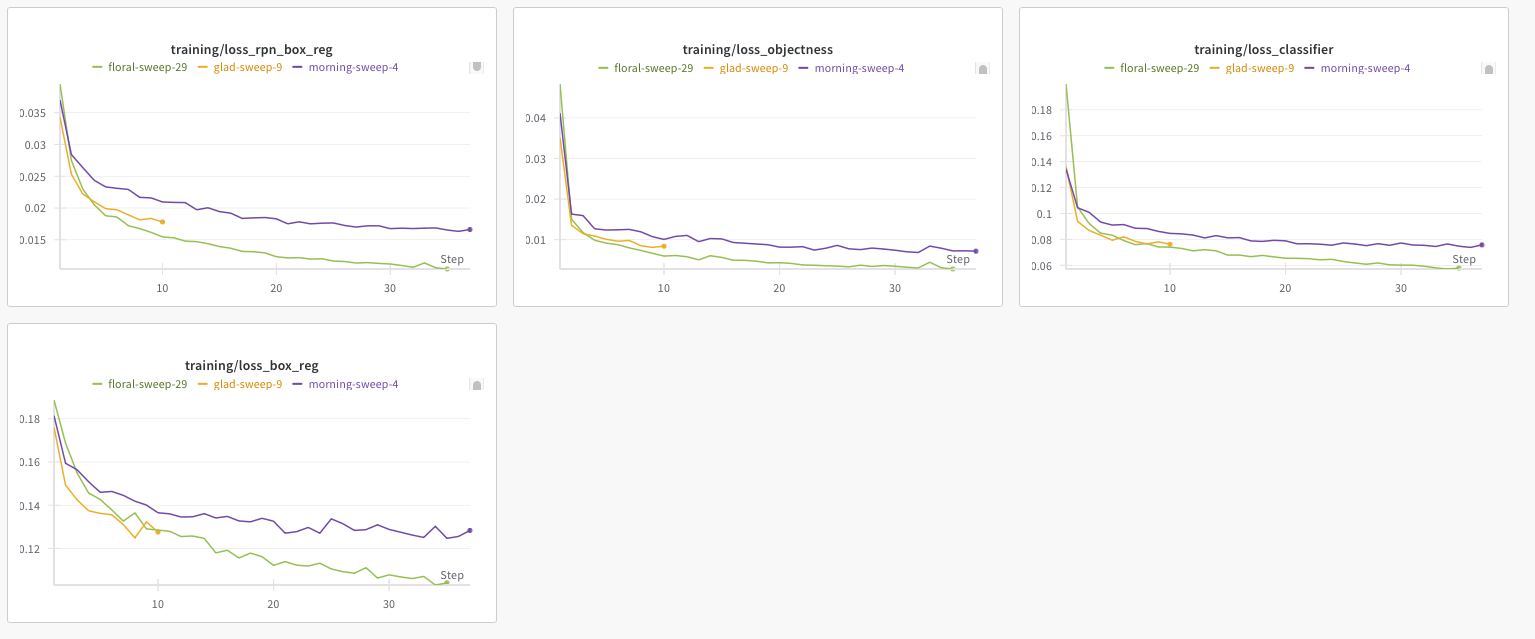 training/loss_rpn_box_reg
floral-sweep-29 glad-sweep-9 morning-sweep-4
0.035
0.03
0.025
0.02
0.015
Step
10 20 30
training/loss_objectness
floral-sweep-29 glad-sweep-9 morning-sweep-4
0.04
0.03
0.02
0.01
Step
10 20 30
training/loss_classifier
floral-sweep-29 glad-sweep-9 morning-sweep-4
0.18
0.16
0.14
0.12
0.1
0.08
0.06
Step
10 20 30
training/loss_box_reg
floral-sweep-29 glad-sweep-9 morning-sweep-4
0.18
0.16
0.14
0.12
Step
10 20 30